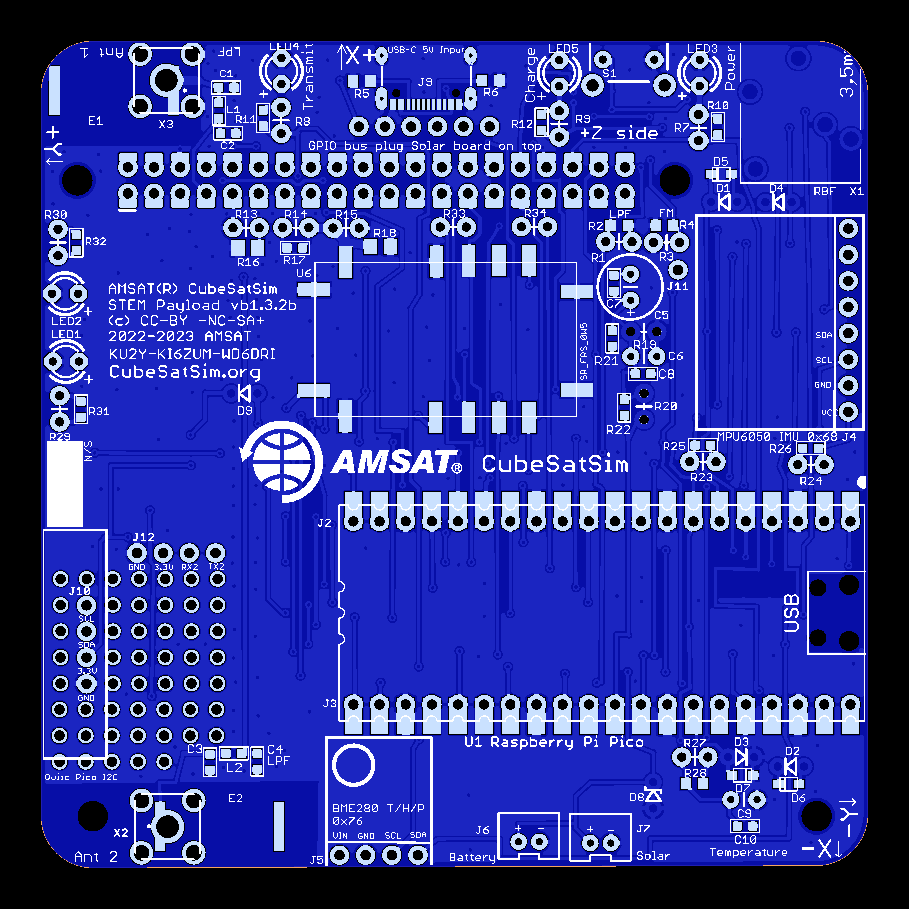 Ant 1
LPF
LED4
Transmit
X+
USB-C 5V Input
LED5
Charge
S1
LED3
Power
3,5m
C1
L1
R11
C2
E1
X3
R8
R5
J9
R6
R12
R9
+Z side
R10
R7
+Y
GPIO bus plug Solar board on top
D5
D1
D4
RBF
X1
R30
R32
R13
R14
R15
R18
R33
R34
LPF
FM
R2
R4
R16
R17
R1
R3
U6
J11
AMSAT(R) CubeSatSim
STEM Payload vb1.3.2b
(c) CC-BY -NC-SA+
2022-2023 AMSAT
KU2Y-KI6ZUM-WD6DRI
CubeSatSim.org
LED2
LED1
C7
C5
R19
R21
C6
C8
SDA
SCL
GND
VC
R31
R29
D9
R20
R22
MPU6050 IMU 0x68
J4
N/S
AMSAT®
CubeSatSim
R25
R23
R26
R24
J2
J12
GND 3.3V RX2 TX2
J10
SCL
SDA
3.3V
GND
USB
J3
U1 Raspberry Pi Pico
Qwiic Pico I2C
C3
L2
C4
LPF
R27
R28
D3
D2
D7
D6
D8
C9
C10
Temperature
E2
X2
Ant 2
BME280 T/H/P
0x76
VIN GND SCL SDA
J5
J6
+ -
Battery
J7
+ -
Solar
-Y
-X